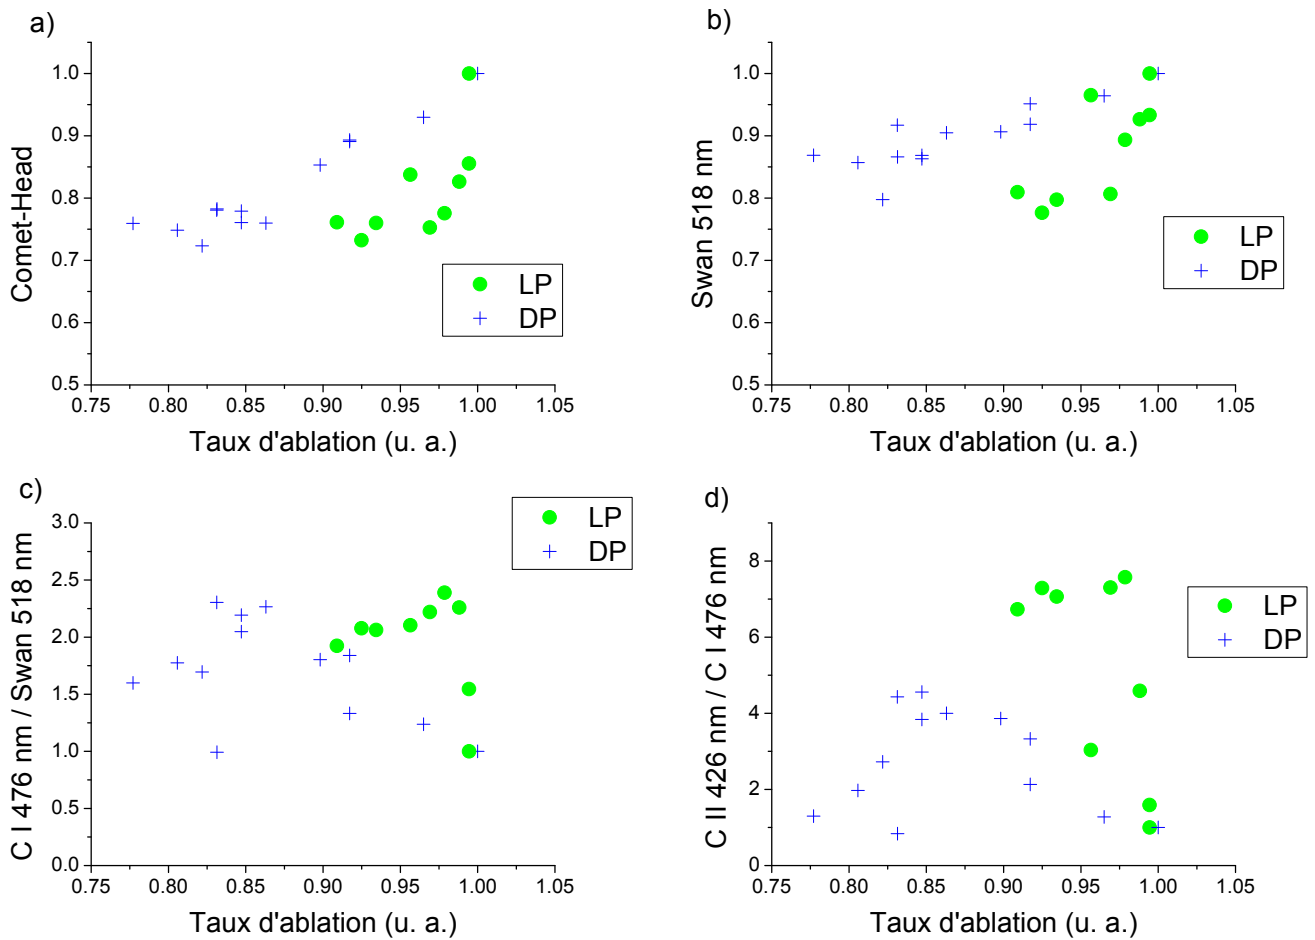 a)
Comet-Head
1.0
0.9
0.8
0.7
0.6
0.5
0.75 0.80 0.85 0.90 0.95 1.00 1.05
Taux d'ablation (u. a.)
LP
DP
b)
Swan 518 nm
1.0
0.9
0.8
0.7
0.6
0.5
0.75 0.80 0.85 0.90 0.95 1.00 1.05
Taux d'ablation (u. a.)
LP
DP
c)
C I 476 nm / Swan 518 nm
3.0
2.5
2.0
1.5
1.0
0.5
0.0
0.75 0.80 0.85 0.90 0.95 1.00 1.05
Taux d'ablation (u. a.)
LP
DP
d)
C II 426 nm / C I 476 nm
8
6
4
2
0
0.75 0.80 0.85 0.90 0.95 1.00 1.05
Taux d'ablation (u. a.)
LP
DP